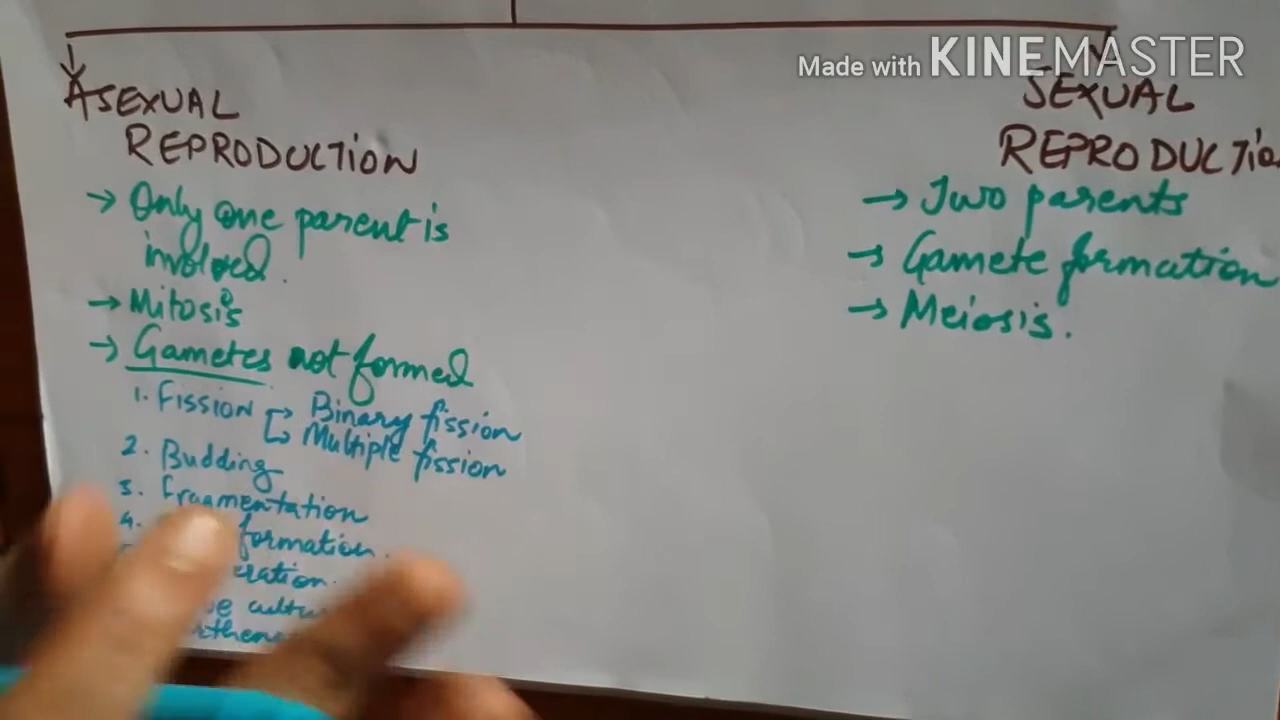 Made with KINEMASTER
ASEXUAL
REPRODUCTION
→ Only one parent is
involved.
→ Mitosis
→ Gametes not formed
1. Fission → Binary fission
→ Multiple fission
2. Budding
3. Fragmentation
4. formation.
SEXUAL
→ Two parents
→ Gamete formation
→ Meiosis.